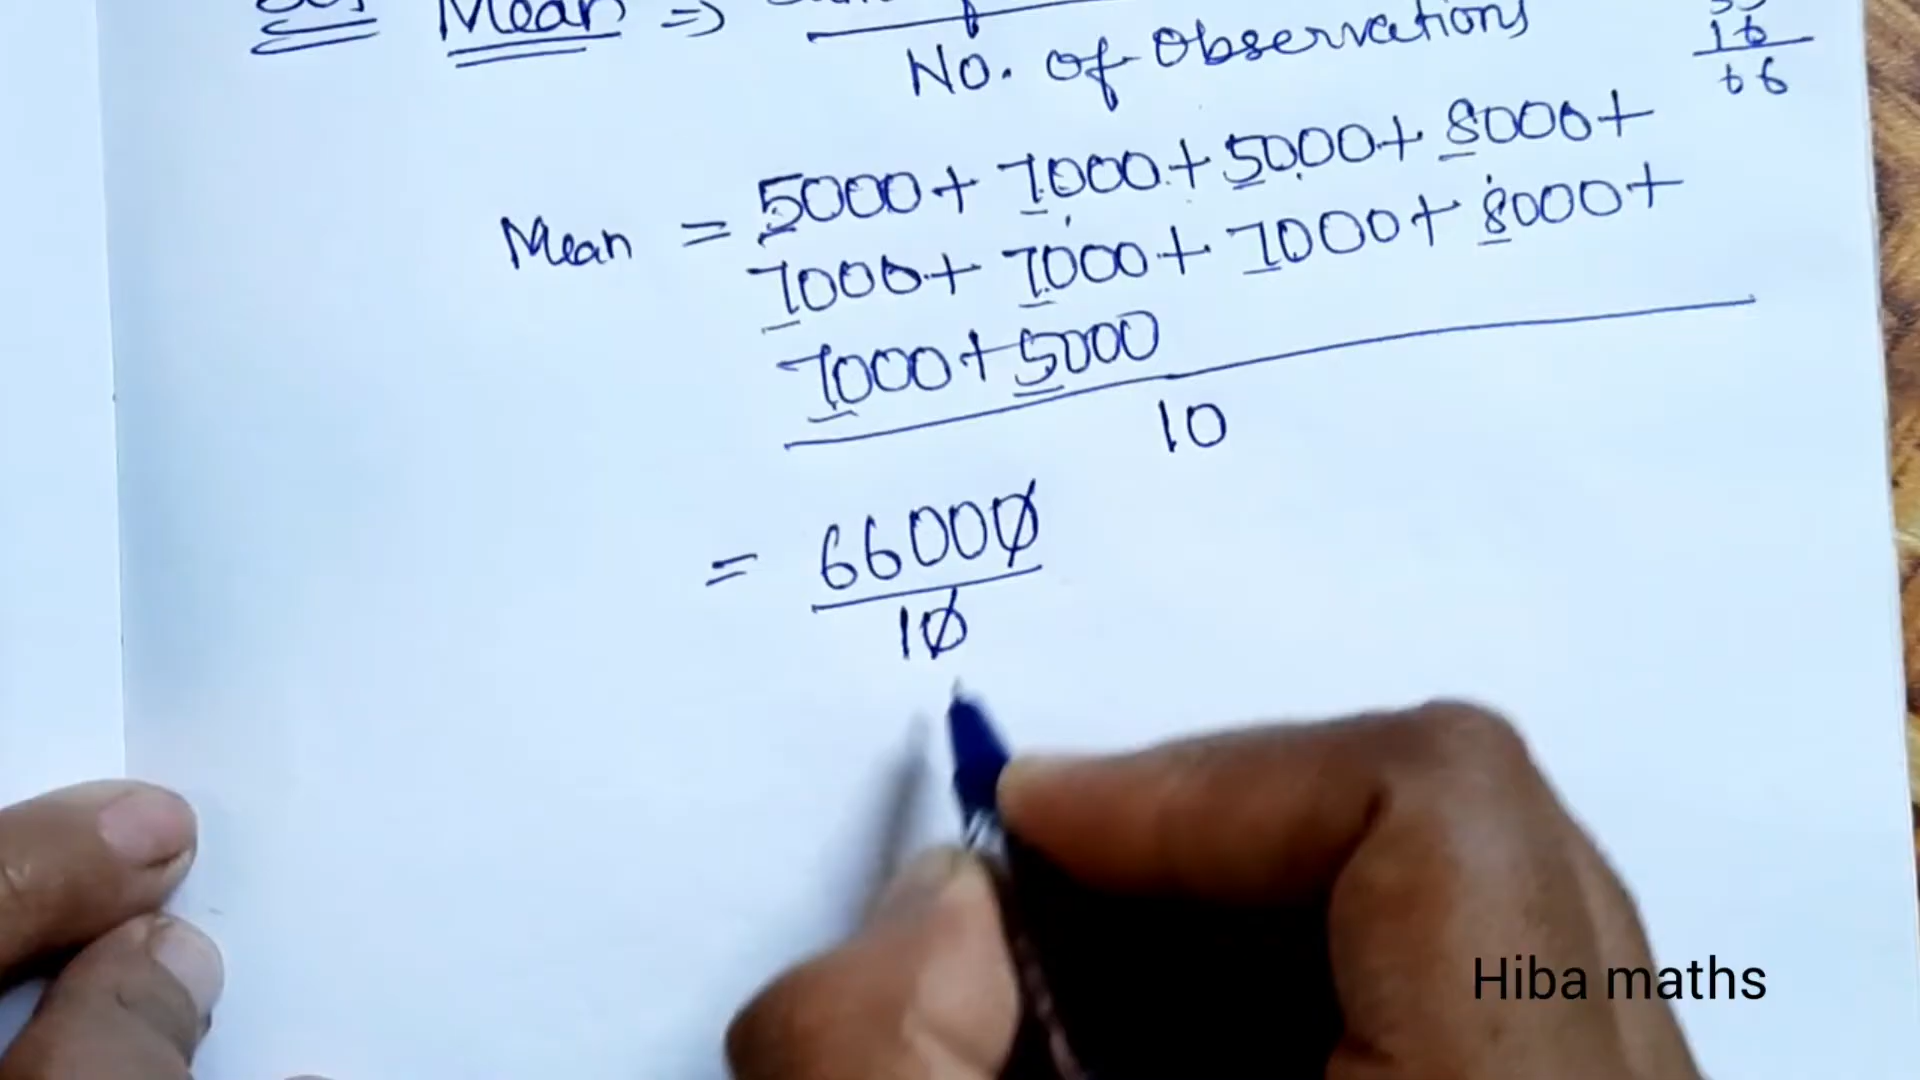 Mean ⇒
No. of Observations
16
66
Mean = 5000+ 7000+5000+ 8000+
7000+ 7000+ 7000+ 8000+
7000+5000
10
= 66000
10
Hiba maths